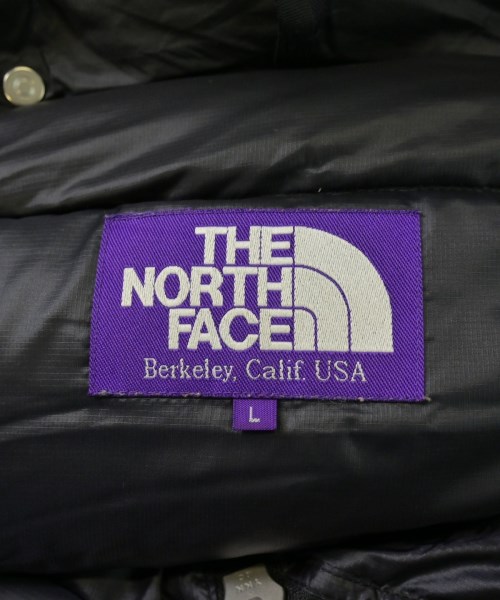 THE
NORTH
FACE
Berkeley, Calif. USA
L